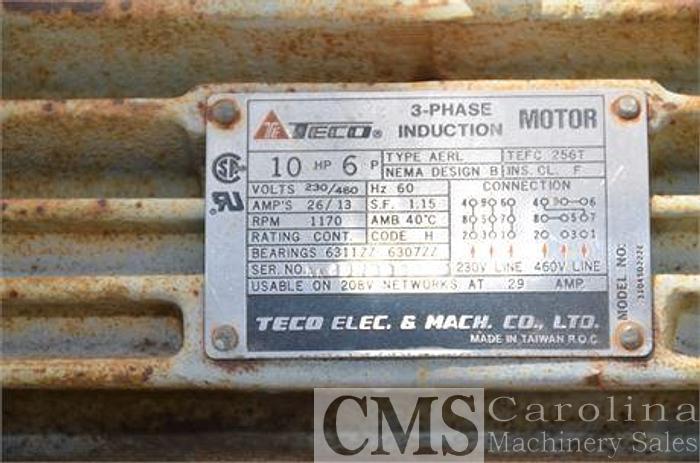 TECO® 3-PHASE INDUCTION MOTOR
10 HP 6 P TYPE AERL TEFC 256T
NEMA DESIGN B INS. CL. F
VOLTS 230/460 Hz 60 CONNECTION
AMP'S 26/13 S.F. 1.15
RPM 1170 AMB 40°C
RATING CONT. CODE H
BEARINGS 6311ZZ 6307ZZ
SER. NO. 230V LINE 460V LINE
USABLE ON 208V NETWORKS AT 29 AMP.
TECO ELEC. & MACH. CO., LTD.
MADE IN TAIWAN R.O.C.
MODEL NO:
CMS Carolina
Machinery Sales